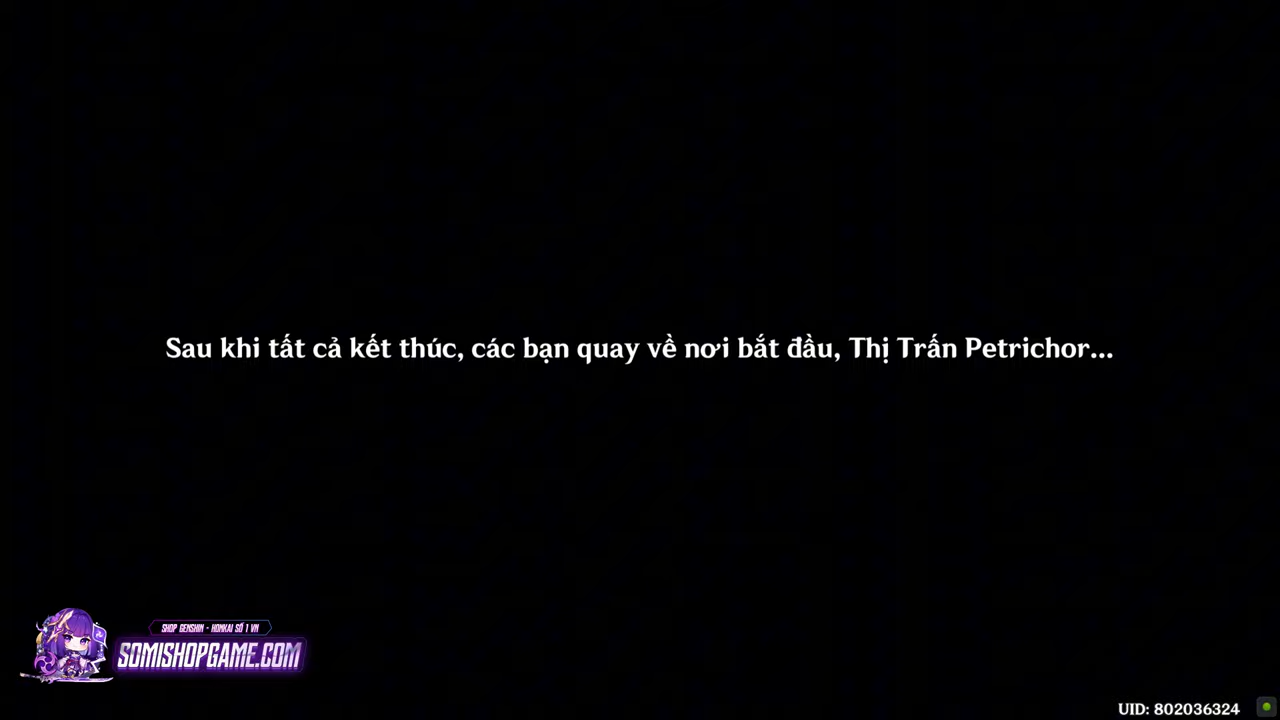 Sau khi tất cả kết thúc, các bạn quay về nơi bắt đầu, Thị Trấn Petrichor...
SHOP GENSHIN - HONKAI SỐ 1 VN
SOMISHOPGAME.COM
UID: 802036324